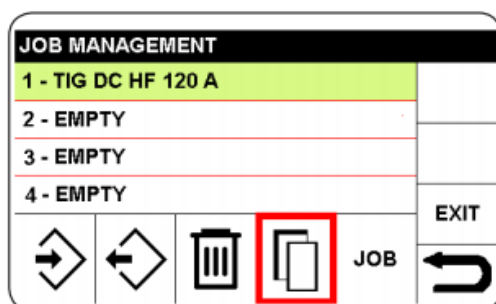 JOB MANAGEMENT
1 - TIG DC HF 120 A
2 - EMPTY
3 - EMPTY
4 - EMPTY
EXIT
JOB